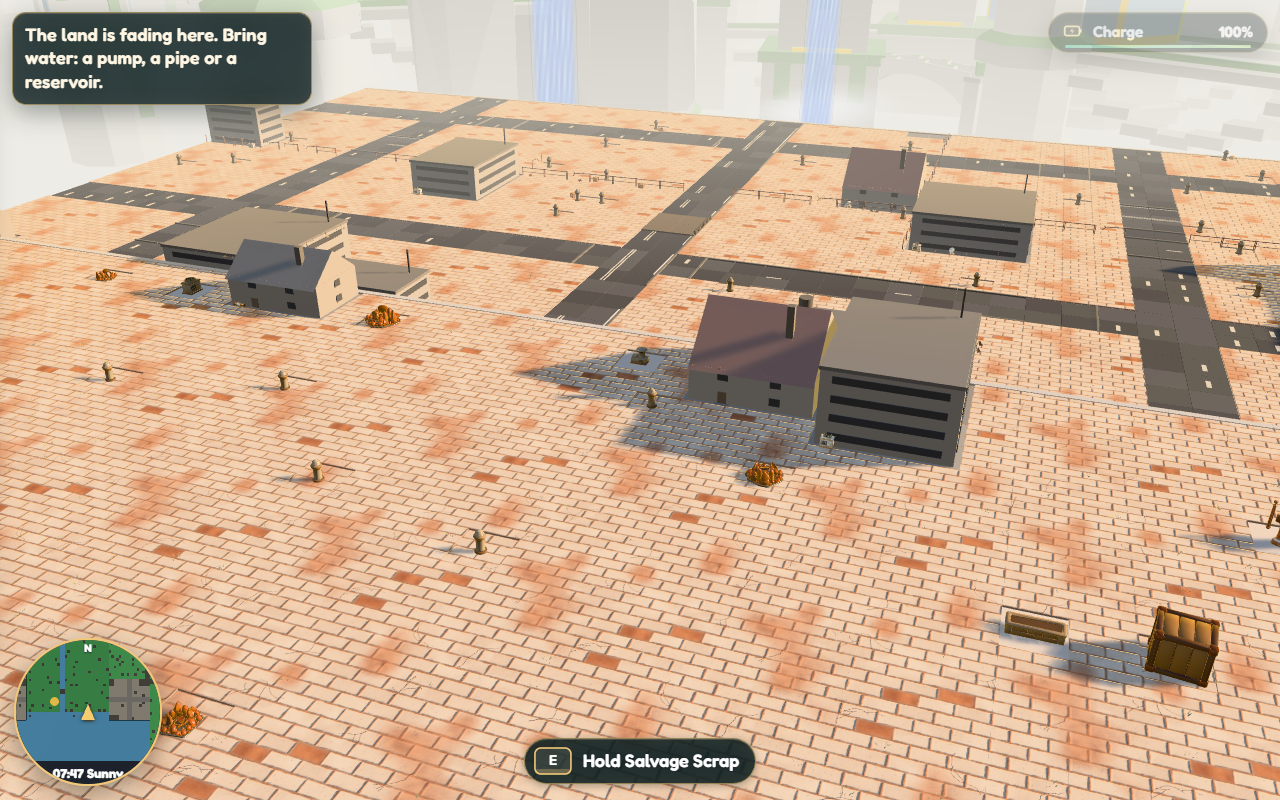 The land is fading here. Bring
water: a pump, a pipe or a
reservoir.
Charge 100%
N
07:47 Sunny
E Hold Salvage Scrap